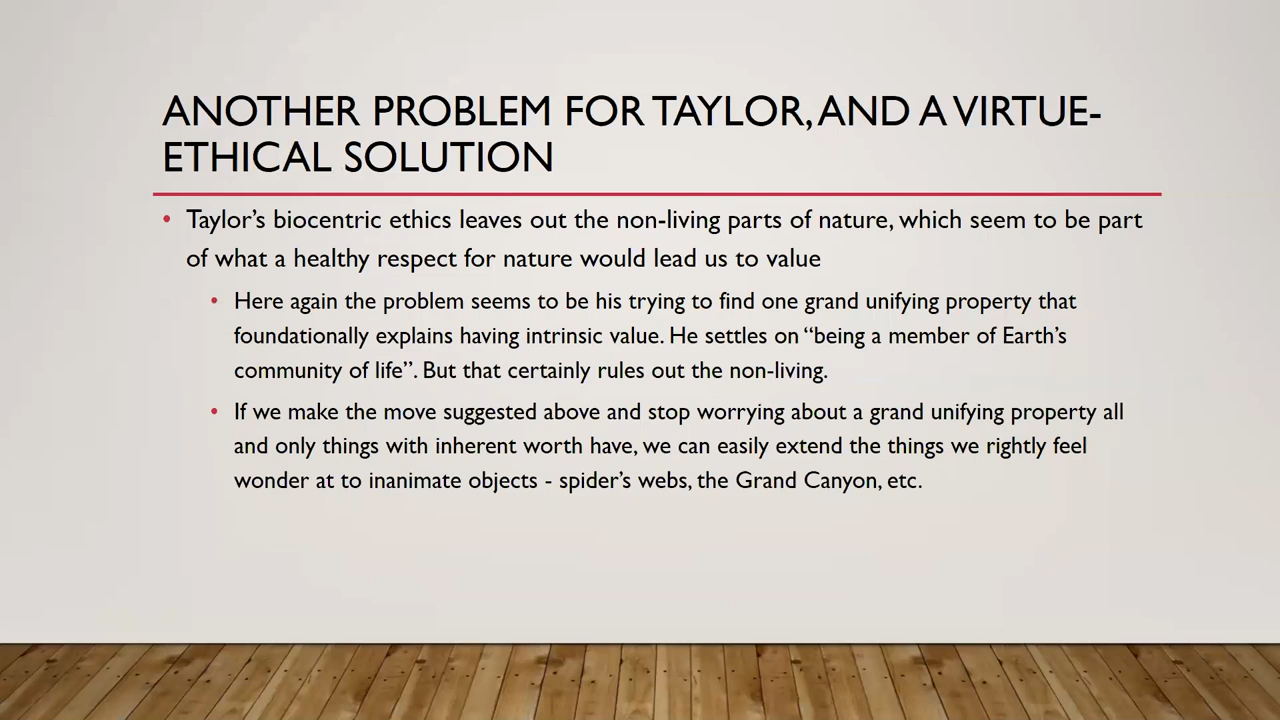 ANOTHER PROBLEM FOR TAYLOR, AND A VIRTUE-
ETHICAL SOLUTION
• Taylor’s biocentric ethics leaves out the non-living parts of nature, which seem to be part
of what a healthy respect for nature would lead us to value
• Here again the problem seems to be his trying to find one grand unifying property that
foundationally explains having intrinsic value. He settles on “being a member of Earth’s
community of life”. But that certainly rules out the non-living.
• If we make the move suggested above and stop worrying about a grand unifying property all
and only things with inherent worth have, we can easily extend the things we rightly feel
wonder at to inanimate objects - spider’s webs, the Grand Canyon, etc.